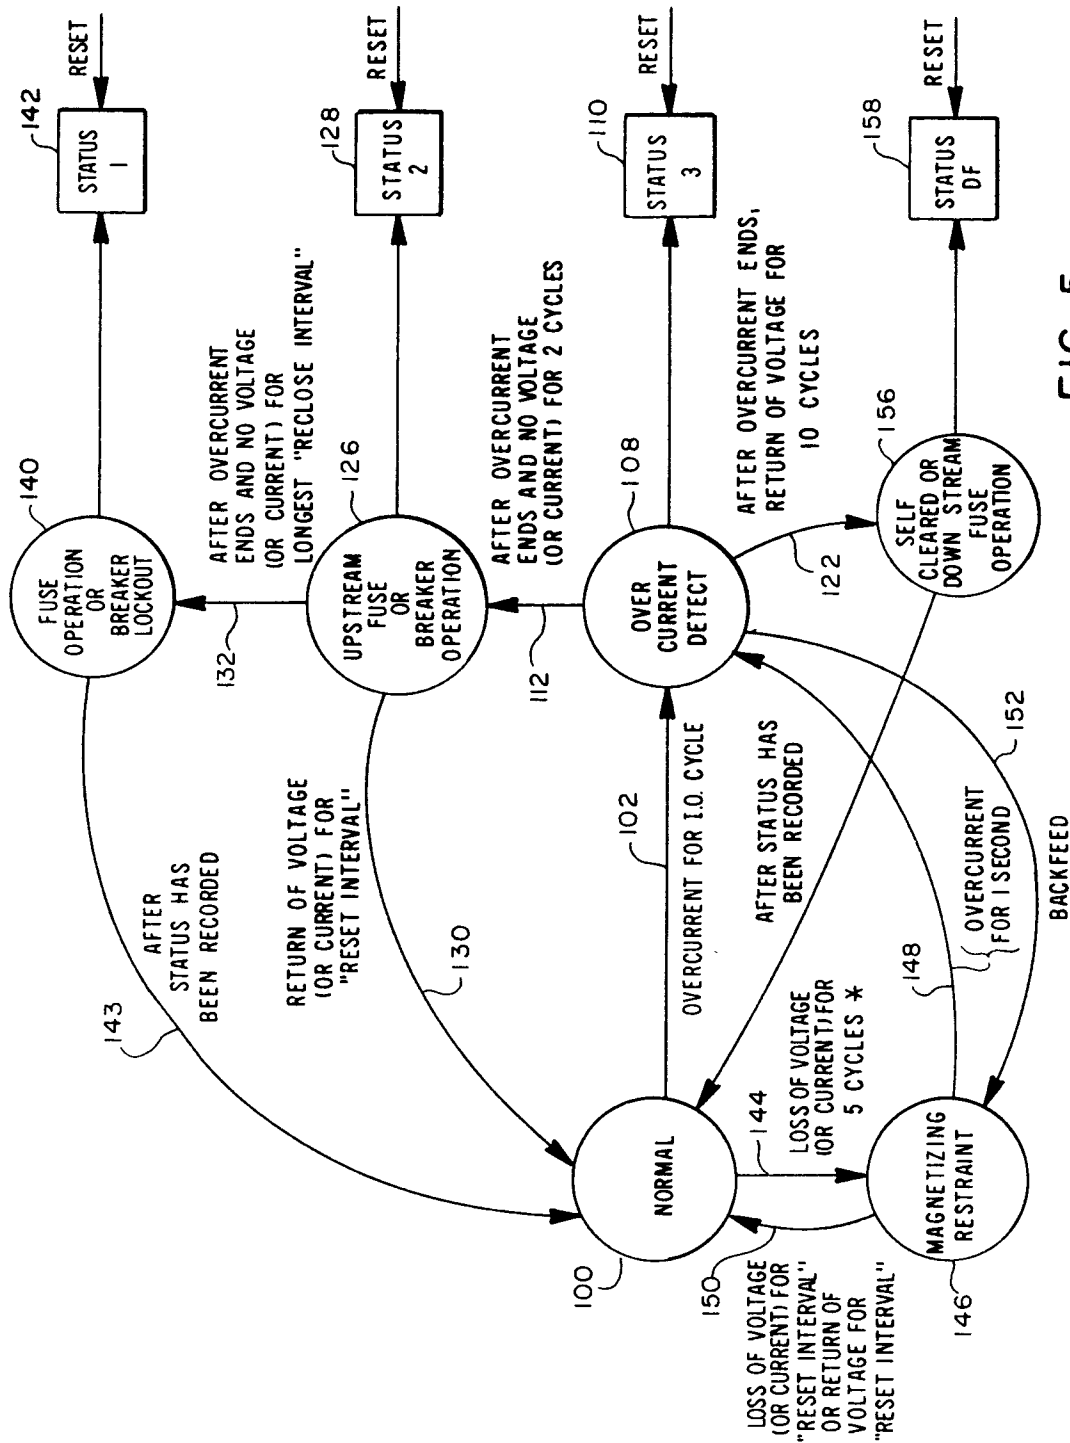 142
RESET
STATUS
1
128
RESET
STATUS
2
110
RESET
STATUS
3
158
RESET
STATUS
DF
140
FUSE
OPERATION
OR
BREAKER
LOCKOUT
AFTER OVERCURRENT
ENDS AND NO VOLTAGE
(OR CURRENT) FOR
LONGEST "RECLOSE INTERVAL"
132
126
UPSTREAM
FUSE
OR
BREAKER
OPERATION
AFTER OVERCURRENT
ENDS AND NO VOLTAGE
(OR CURRENT) FOR 2 CYCLES
112
108
OVER
CURRENT
DETECT
AFTER OVERCURRENT ENDS,
RETURN OF VOLTAGE FOR
10 CYCLES
122
156
SELF
CLEARED OR
DOWN STREAM
FUSE
OPERATION
143
AFTER
STATUS HAS
BEEN RECORDED
RETURN OF VOLTAGE
(OR CURRENT) FOR
"RESET INTERVAL"
130
102
OVERCURRENT FOR I.O. CYCLE
AFTER STATUS HAS
BEEN RECORDED
152
148
OVERCURRENT
FOR 1 SECOND
BACKFEED
100
NORMAL
144
LOSS OF VOLTAGE
(OR CURRENT) FOR
5 CYCLES *
150
LOSS OF VOLTAGE
(OR CURRENT) FOR
"RESET INTERVAL"
OR RETURN OF
VOLTAGE FOR
"RESET INTERVAL"
MAGNETIZING
RESTRAINT
146